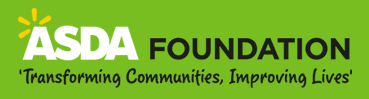 ASDA FOUNDATION
'Transforming Communities, Improving Lives'